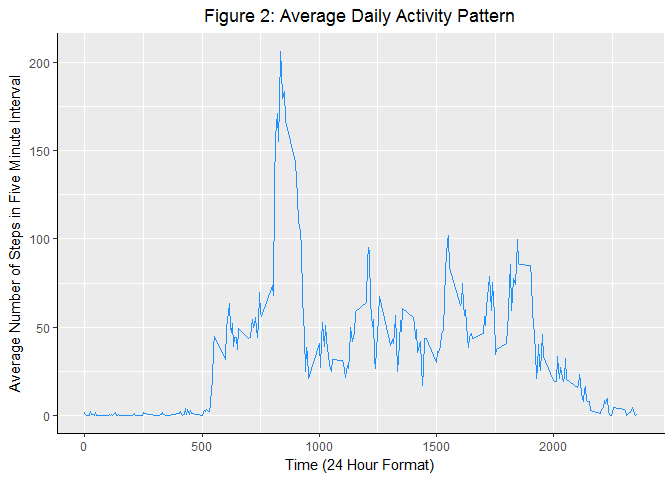 Figure 2: Average Daily Activity Pattern
Average Number of Steps in Five Minute Interval
200
150
100
50
0
0 500 1000 1500 2000
Time (24 Hour Format)